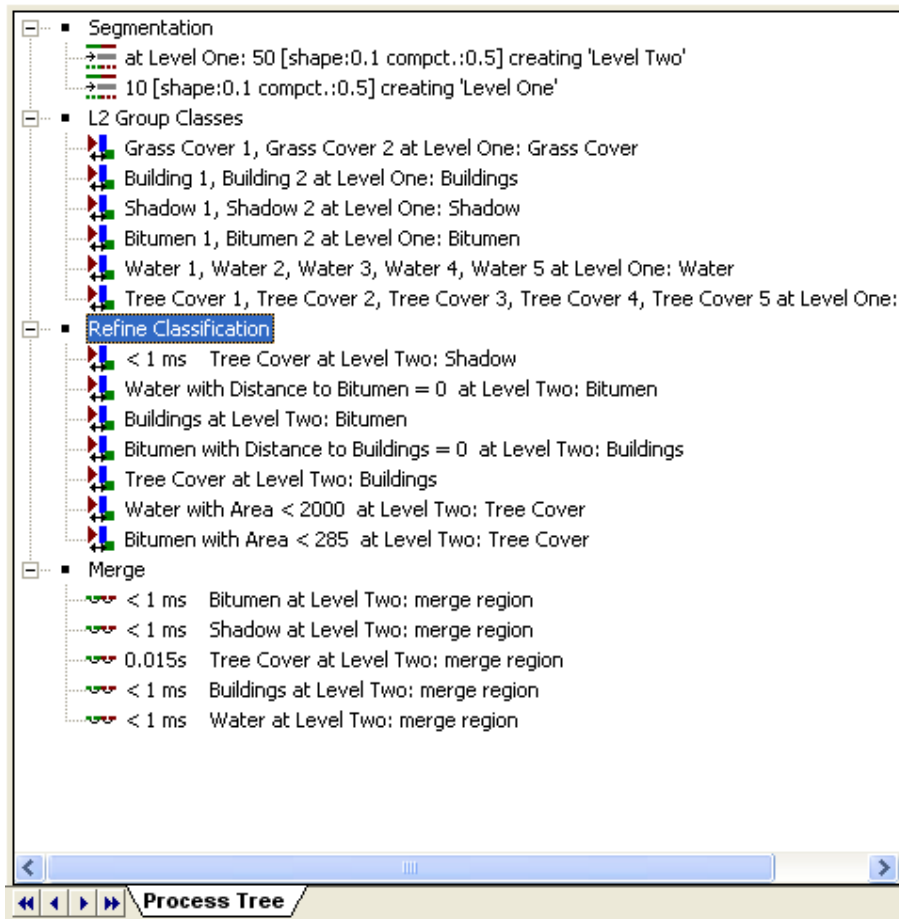 Segmentation
at Level One: 50 [shape:0.1 compct.:0.5] creating 'Level Two'
10 [shape:0.1 compct.:0.5] creating 'Level One'
L2 Group Classes
Grass Cover 1, Grass Cover 2 at Level One: Grass Cover
Building 1, Building 2 at Level One: Buildings
Shadow 1, Shadow 2 at Level One: Shadow
Bitumen 1, Bitumen 2 at Level One: Bitumen
Water 1, Water 2, Water 3, Water 4, Water 5 at Level One: Water
Tree Cover 1, Tree Cover 2, Tree Cover 3, Tree Cover 4, Tree Cover 5 at Level One:
Refine Classification
< 1 ms Tree Cover at Level Two: Shadow
Water with Distance to Bitumen = 0 at Level Two: Bitumen
Buildings at Level Two: Bitumen
Bitumen with Distance to Buildings = 0 at Level Two: Buildings
Tree Cover at Level Two: Buildings
Water with Area < 2000 at Level Two: Tree Cover
Bitumen with Area < 285 at Level Two: Tree Cover
Merge
< 1 ms Bitumen at Level Two: merge region
< 1 ms Shadow at Level Two: merge region
0.015s Tree Cover at Level Two: merge region
< 1 ms Buildings at Level Two: merge region
< 1 ms Water at Level Two: merge region
Process Tree